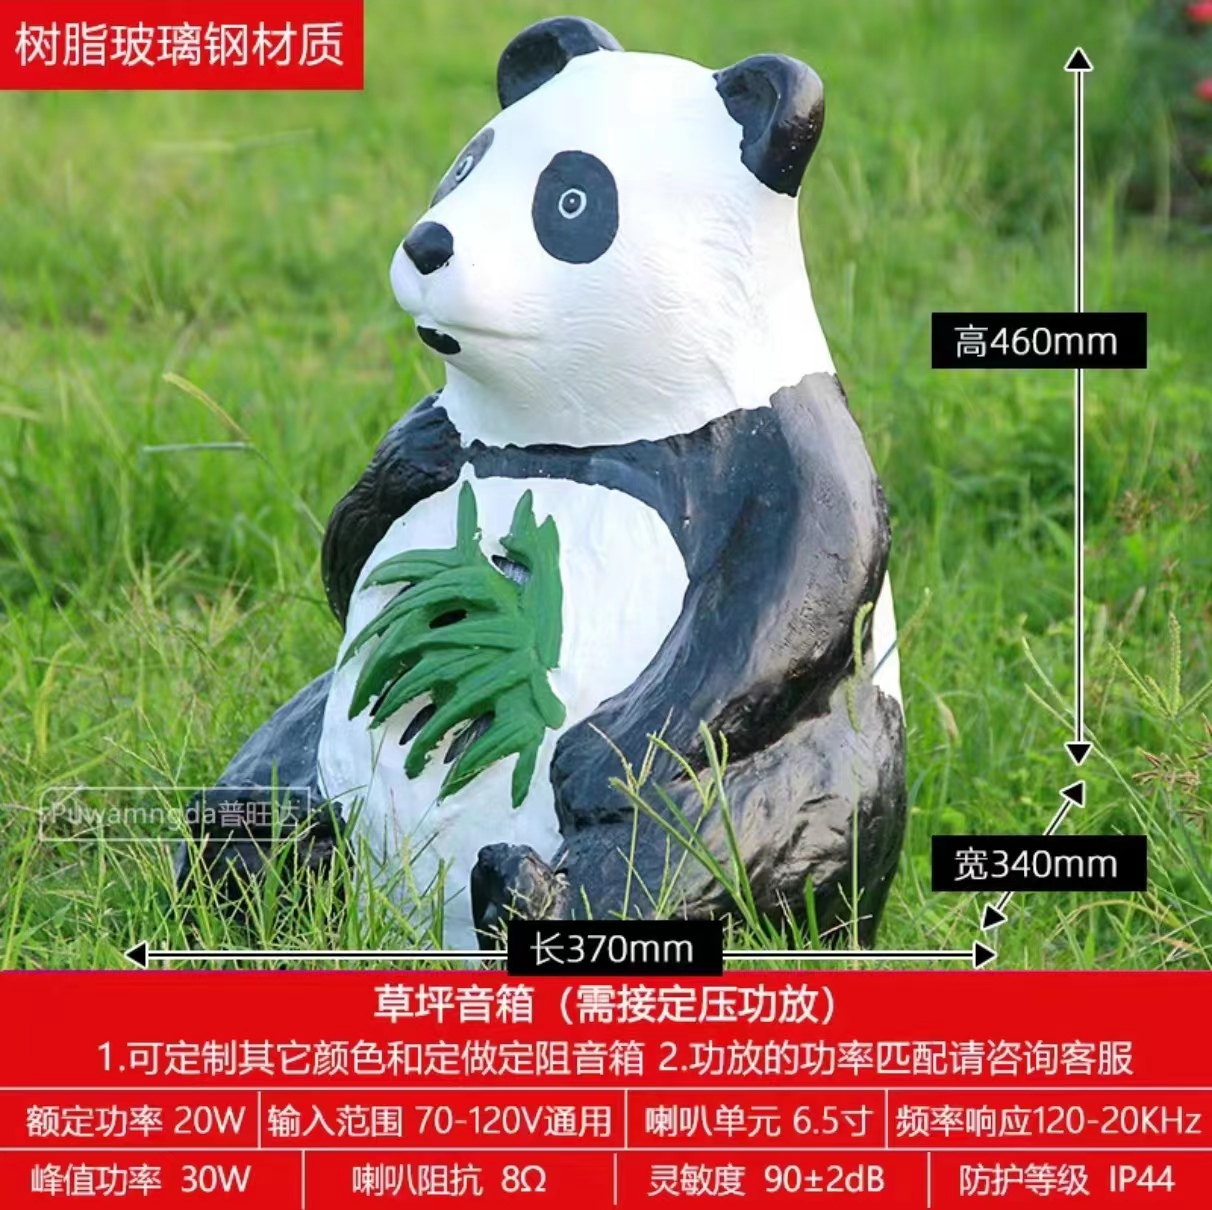 树脂玻璃钢材质
高460mm
sPuwamngda普旺达
宽340mm
长370mm
草坪音箱（需接定压功放）
1.可定制其它颜色和定做定阻音箱 2.功放的功率匹配请咨询客服
额定功率 20W 输入范围 70-120V通用 喇叭单元 6.5寸 频率响应120-20KHz
峰值功率 30W 喇叭阻抗 8Ω 灵敏度 90±2dB 防护等级 IP44